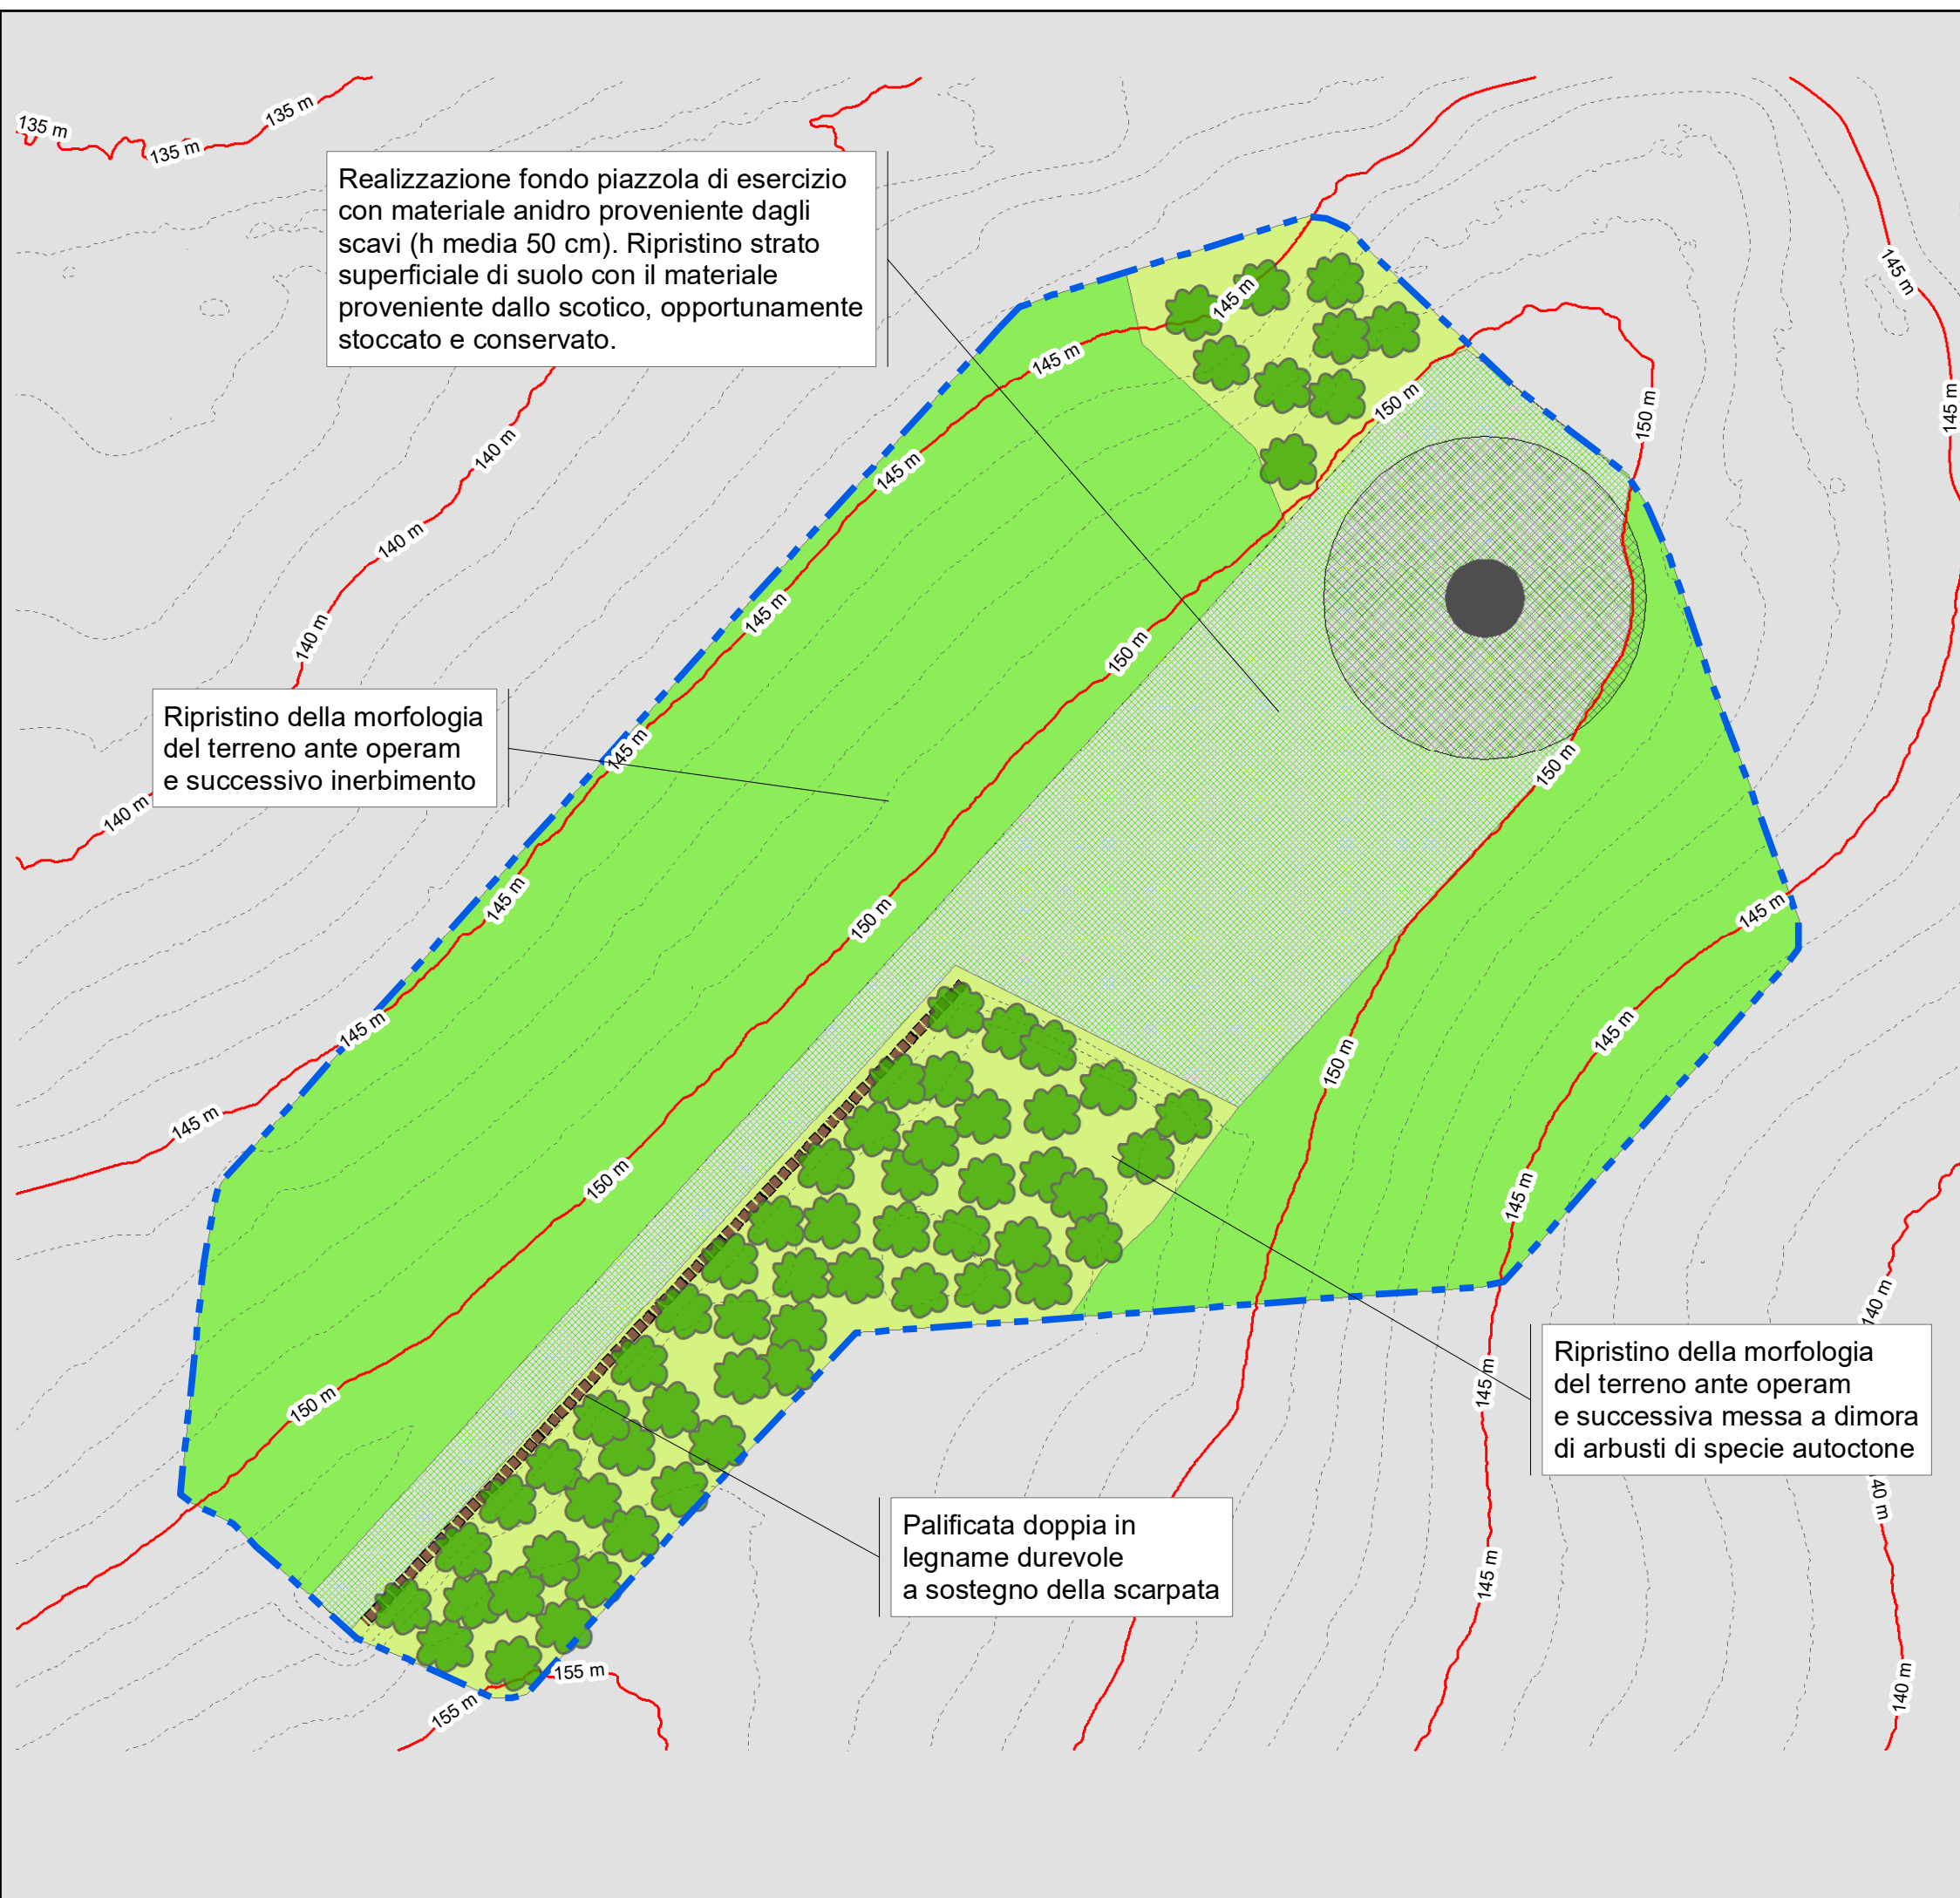 135 m
135 m
135 m
Realizzazione fondo piazzola di esercizio
con materiale anidro proveniente dagli
scavi (h media 50 cm). Ripristino strato
superficiale di suolo con il materiale
proveniente dallo scotico, opportunamente
stoccato e conservato.
145 m
145 m
145 m
145 m
150 m
150 m
140 m
145 m
140 m
145 m
140 m
150 m
Ripristino della morfologia
del terreno ante operam
e successivo inerbimento
145 m
150 m
140 m
145 m
150 m
145 m
145 m
145 m
150 m
145 m
150 m
145 m
140 m
Ripristino della morfologia
del terreno ante operam
e successiva messa a dimora
di arbusti di specie autoctone
145 m
150 m
40 m
Palificata doppia in
legname durevole
a sostegno della scarpata
145 m
155 m
140 m
155 m